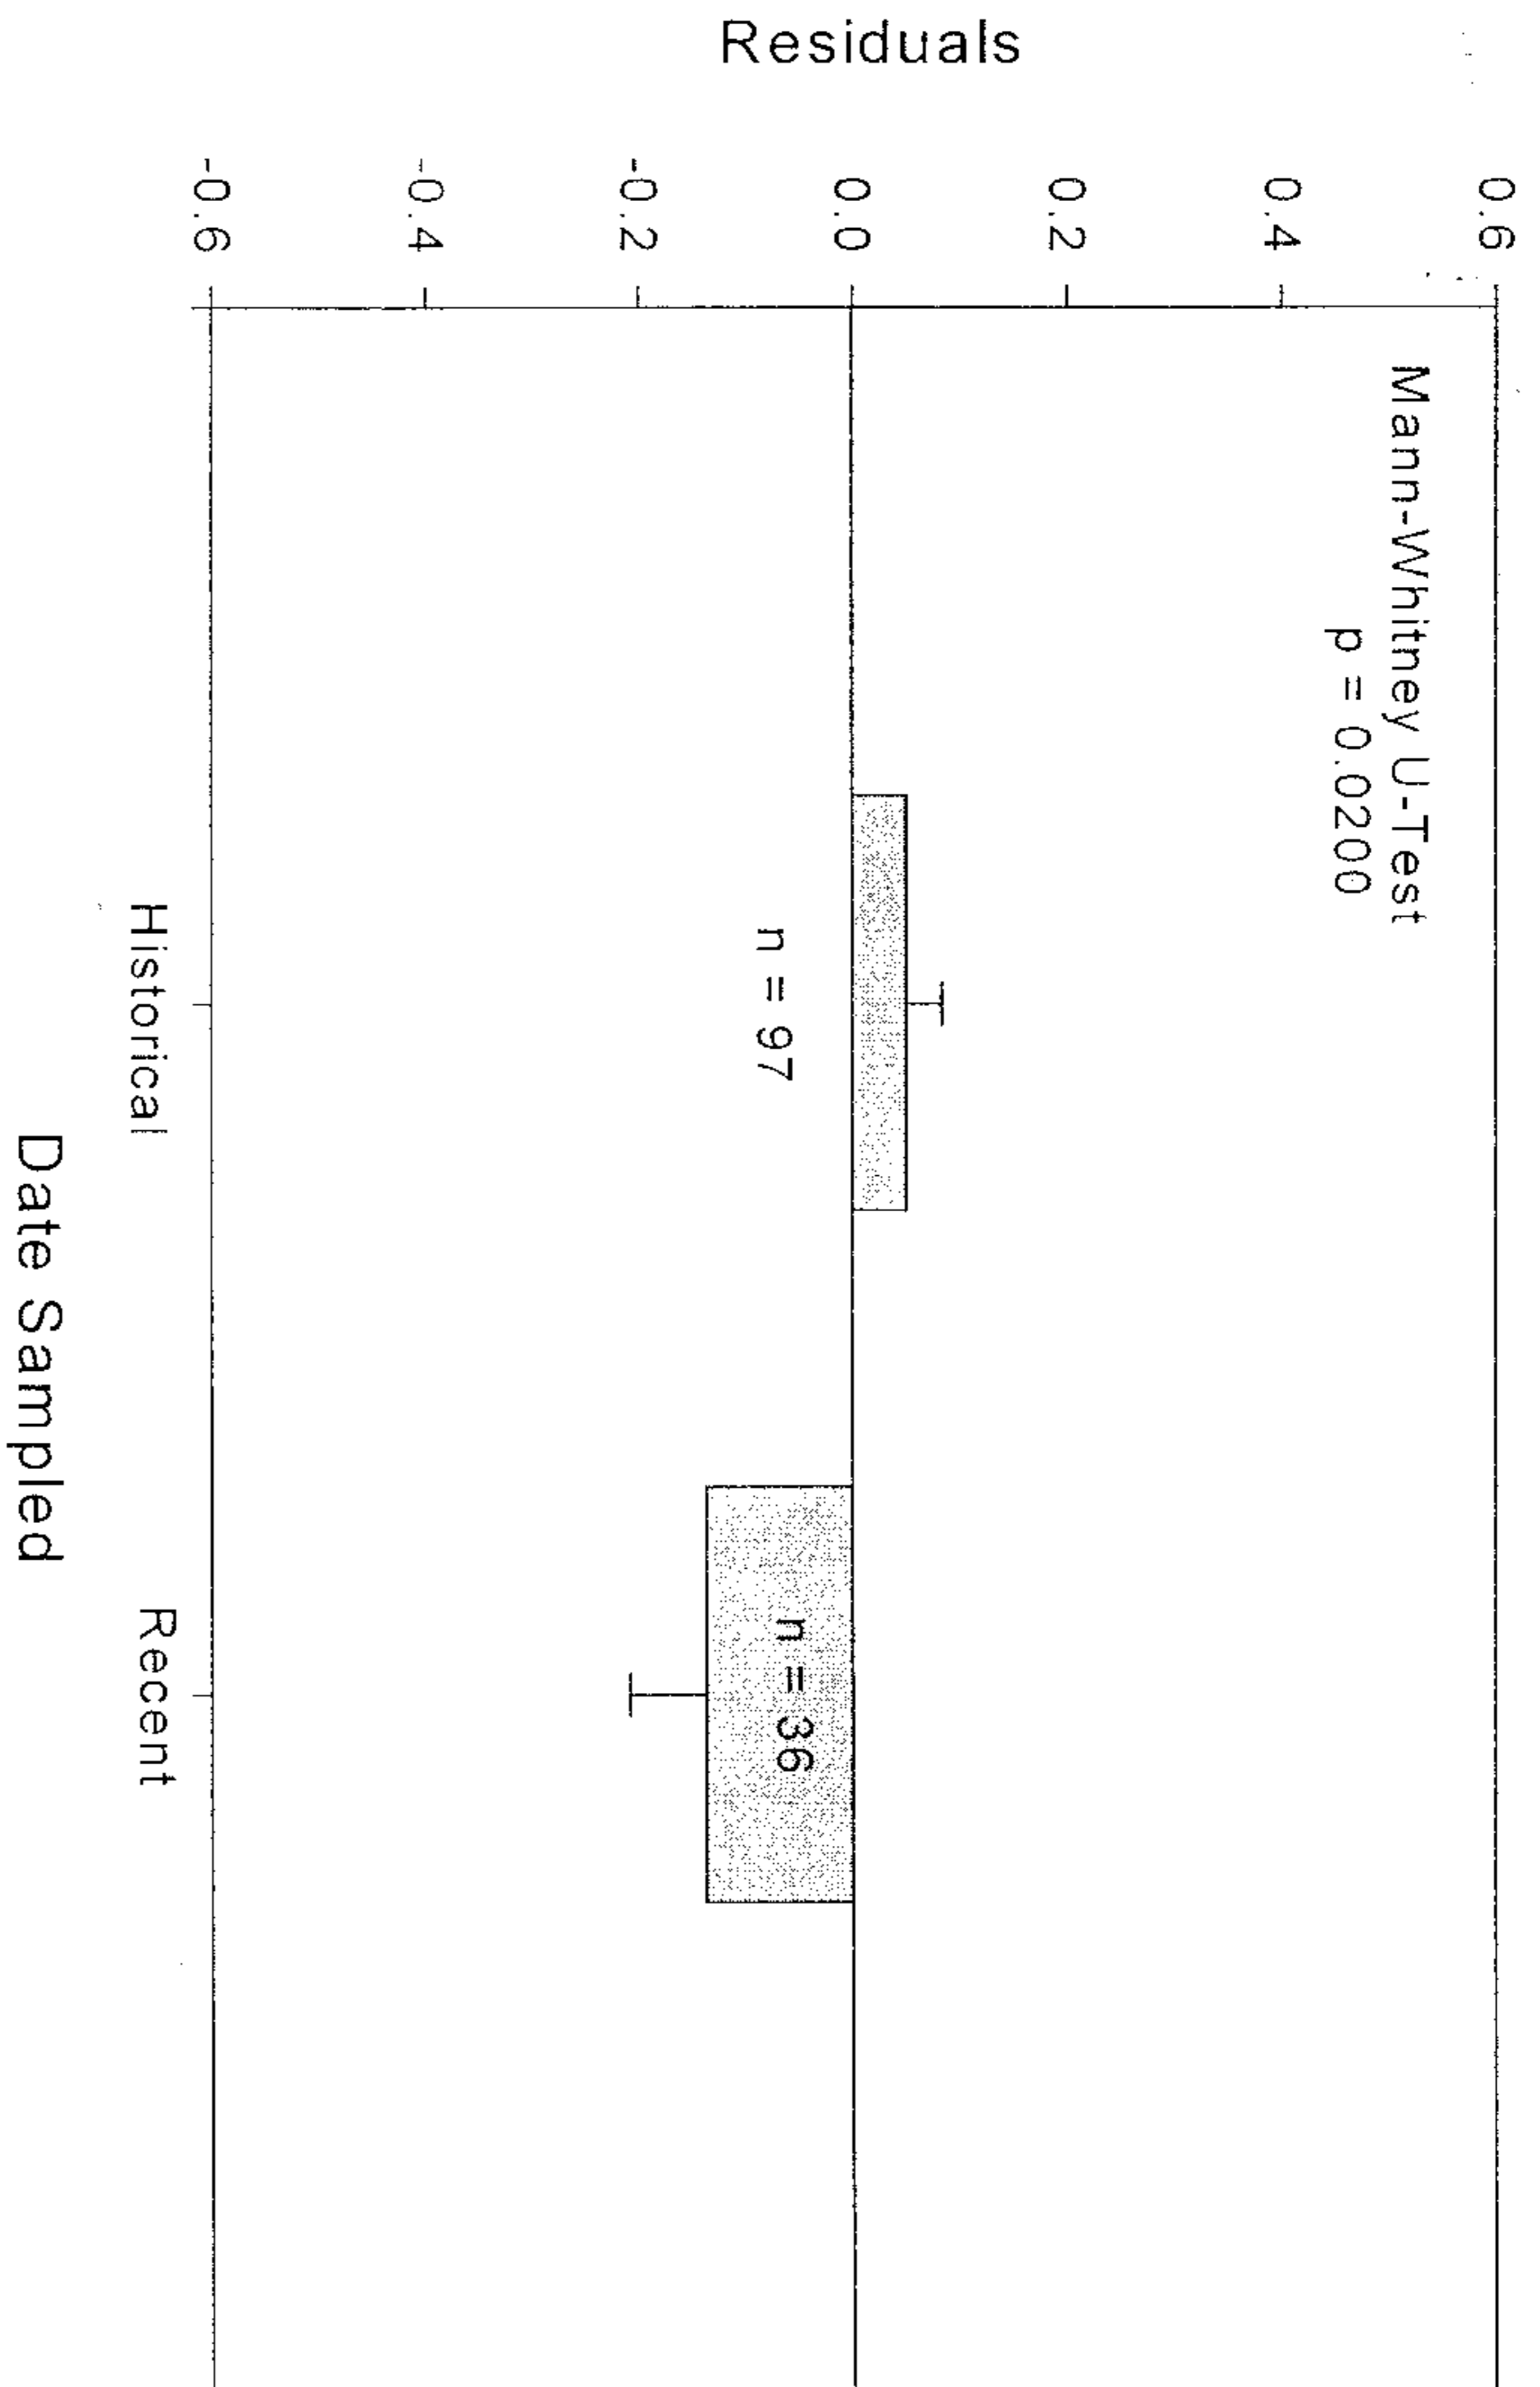 Mann-Whitney U-Test
p = 0.0200
Residuals
0.6
0.4
0.2
0.0
-0.2
-0.4
-0.6
n = 97
n = 36
Historical
Recent
Date Sampled